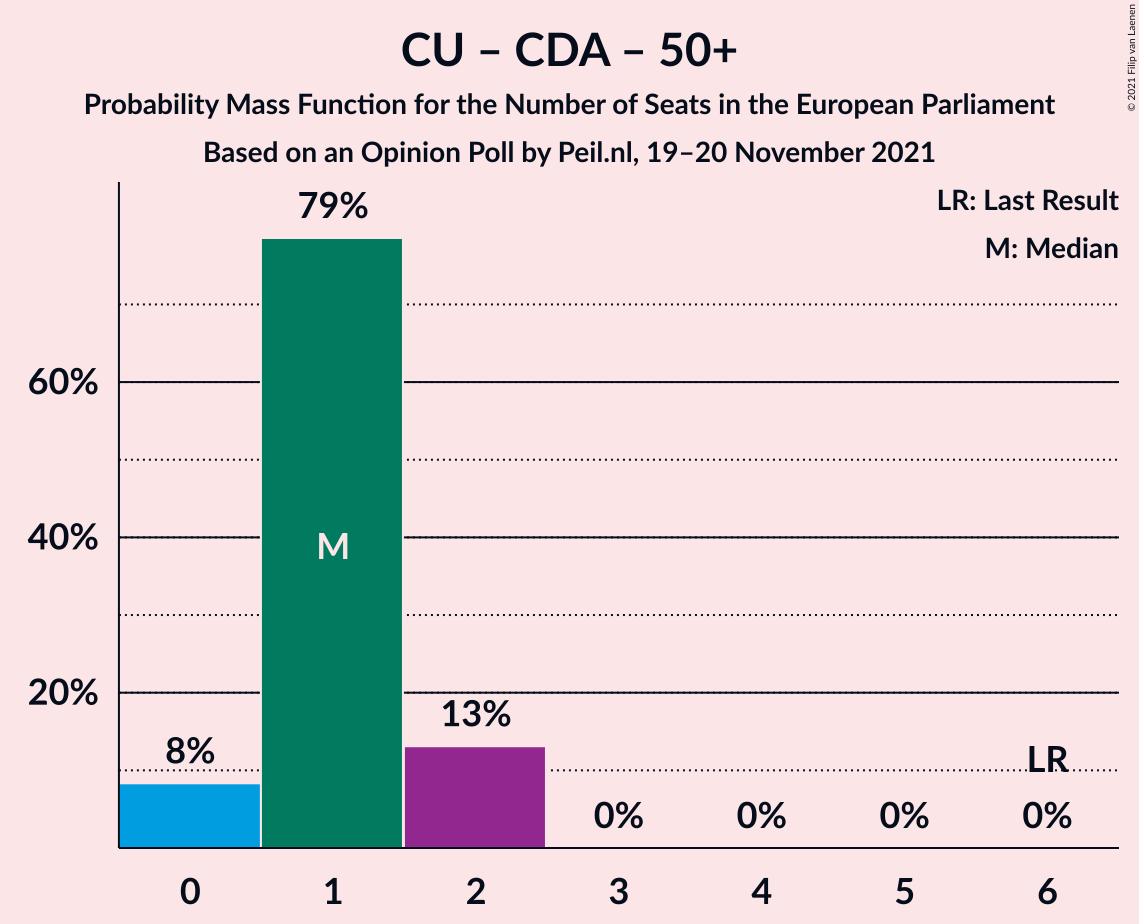 CU – CDA – 50+
Probability Mass Function for the Number of Seats in the European Parliament
Based on an Opinion Poll by Peil.nl, 19–20 November 2021
© 2021 Filip van Laenen
LR: Last Result
M: Median
79%
60%
40%
20%
M
8%
13%
0%
0%
0%
LR
0%
0
1
2
3
4
5
6